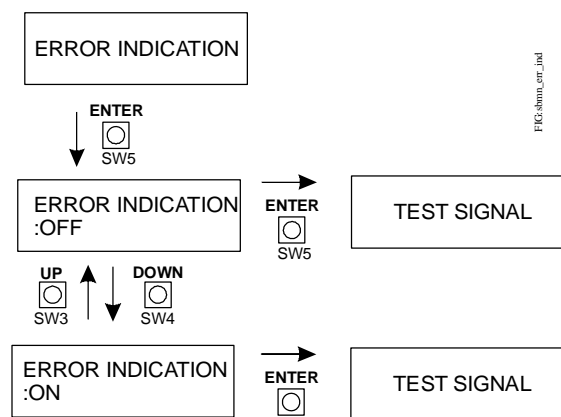 ERROR INDICATION
FIG:sbmn_err_ind
ENTER
SW5
ERROR INDICATION
:OFF
ENTER
SW5
TEST SIGNAL
UP
SW3
DOWN
SW4
ERROR INDICATION
:ON
ENTER
TEST SIGNAL